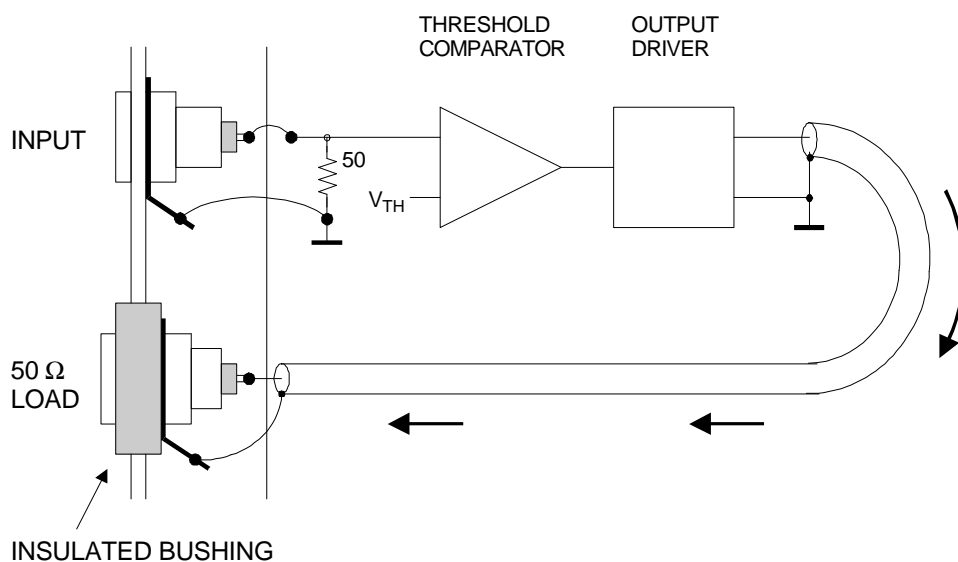 THRESHOLD
COMPARATOR
OUTPUT
DRIVER
INPUT
50
V_TH
50 Ω
LOAD
INSULATED BUSHING